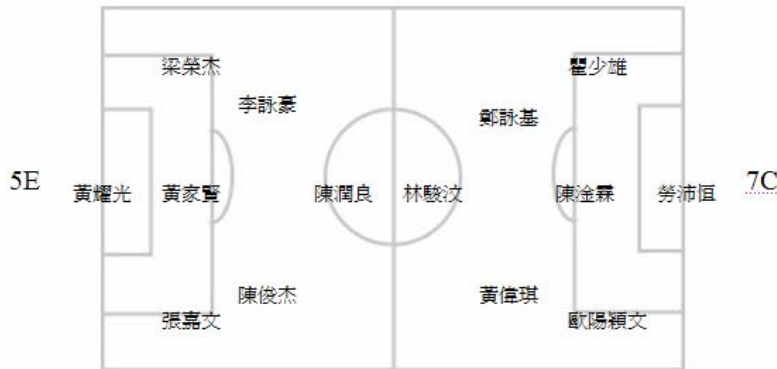 梁榮杰 瞿少雄
李詠豪 鄭詠基
5E 黃耀光 黃家賢 陳潤良 林駿汶 陳淦霖 勞沛恒 7C
陳俊杰 黃偉琪
張嘉文 歐陽穎文